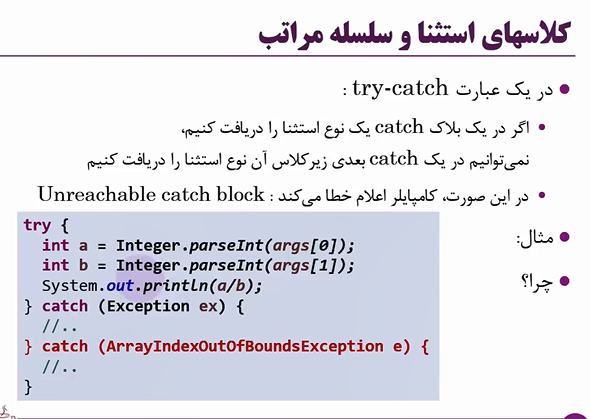 کلاسهای استثنا و سلسله مراتب
در یک عبارت try-catch :
اگر در یک بلاک catch یک نوع استثنا را دریافت کنیم،
نمی‌توانیم در یک catch بعدی زیرکلاس آن نوع استثنا را دریافت کنیم
در این صورت، کامپایلر اعلام خطا می‌کند : Unreachable catch block
مثال:
چرا؟
try {
int a = Integer.parseInt(args[0]);
int b = Integer.parseInt(args[1]);
System.out.println(a/b);
} catch (Exception ex) {
//..
} catch (ArrayIndexOutOfBoundsException e) {
//..
}